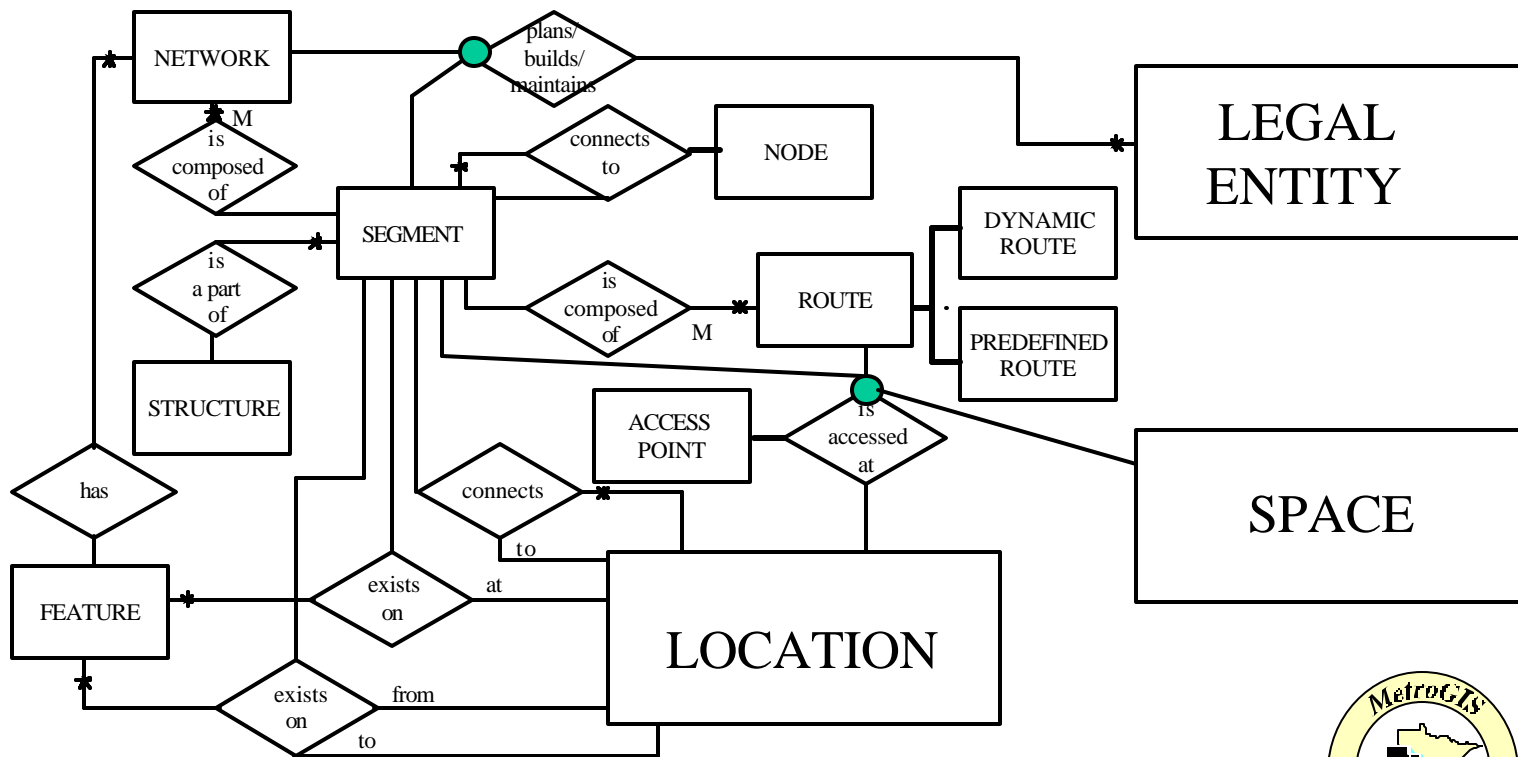 NETWORK
plans/
builds/
maintains
LEGAL
ENTITY
M
is
composed
of
connects
to
NODE
SEGMENT
DYNAMIC
ROUTE
is
a part
of
is
composed
of
M
ROUTE
PREDEFINED
ROUTE
STRUCTURE
ACCESS
POINT
is
accessed
at
has
connects
to
SPACE
FEATURE
exists
on
at
LOCATION
exists
on
from
to
MetroGIS